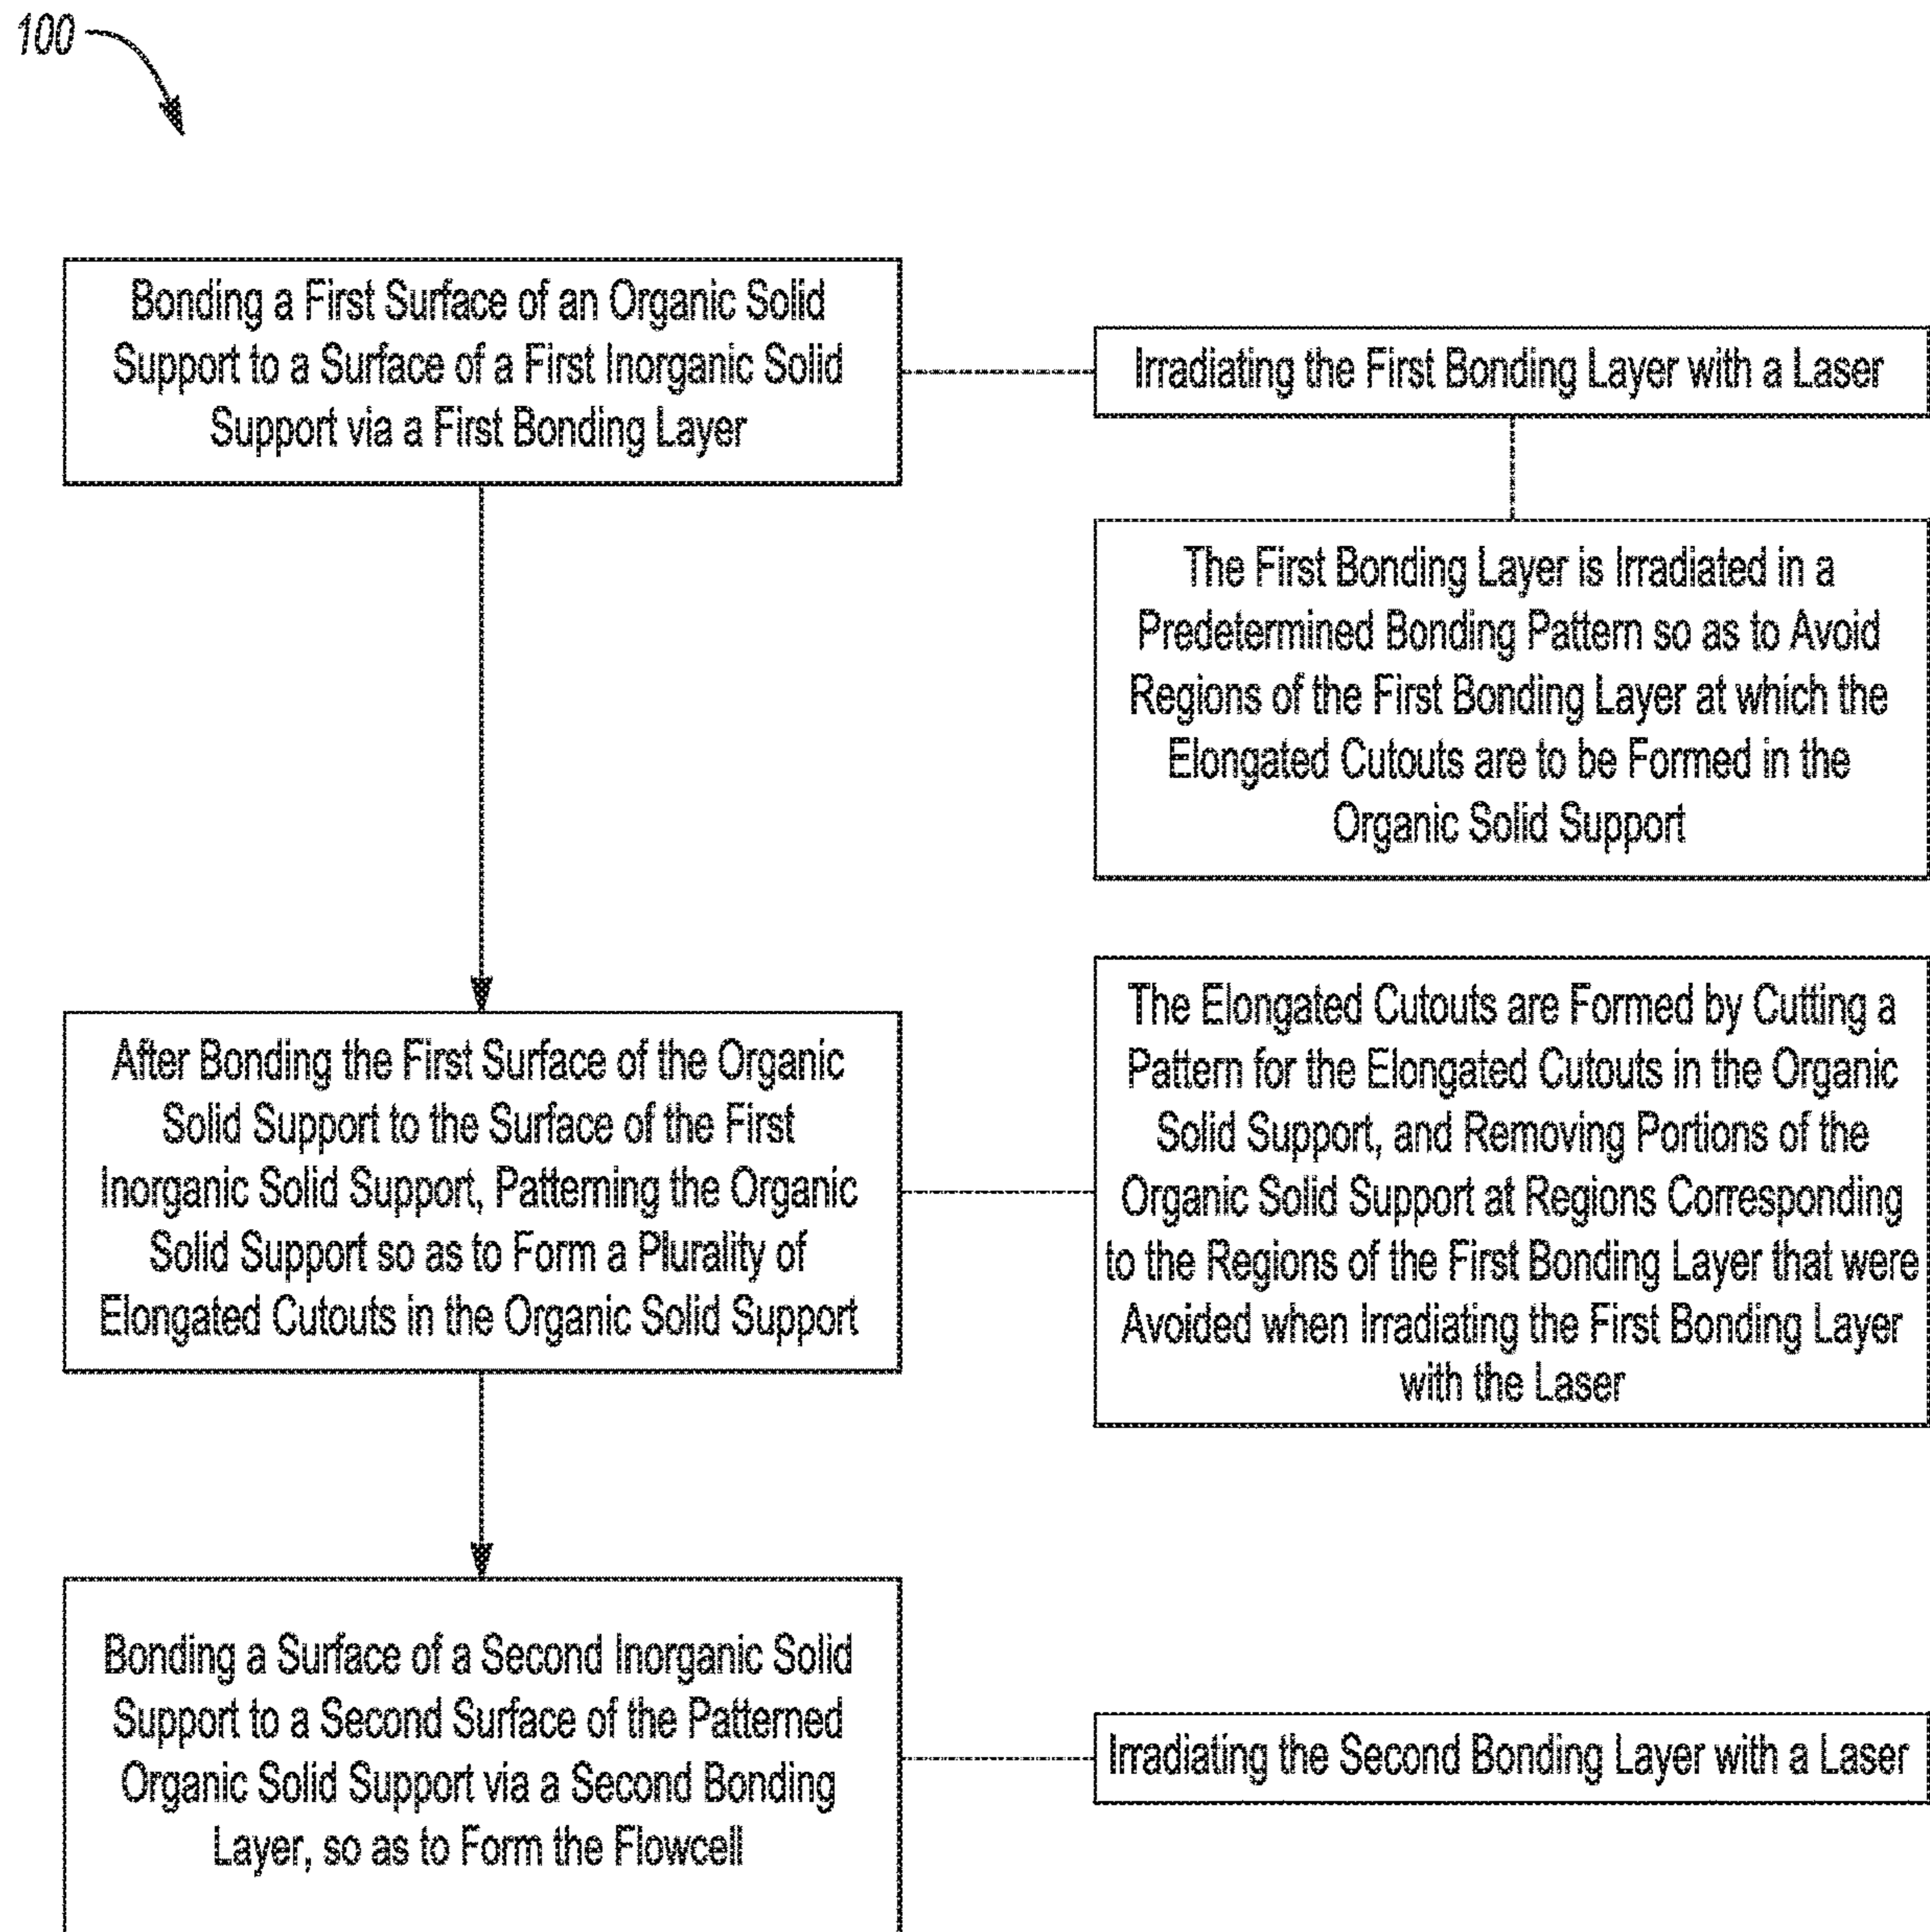 100
Bonding a First Surface of an Organic Solid
Support to a Surface of a First Inorganic Solid
Support via a First Bonding Layer
Irradiating the First Bonding Layer with a Laser
The First Bonding Layer is Irradiated in a
Predetermined Bonding Pattern so as to Avoid
Regions of the First Bonding Layer at which the
Elongated Cutouts are to be Formed in the
Organic Solid Support
After Bonding the First Surface of the Organic
Solid Support to the Surface of the First
Inorganic Solid Support, Patterning the Organic
Solid Support so as to Form a Plurality of
Elongated Cutouts in the Organic Solid Support
The Elongated Cutouts are Formed by Cutting a
Pattern for the Elongated Cutouts in the Organic
Solid Support, and Removing Portions of the
Organic Solid Support at Regions Corresponding
to the Regions of the First Bonding Layer that were
Avoided when Irradiating the First Bonding Layer
with the Laser
Bonding a Surface of a Second Inorganic Solid
Support to a Second Surface of the Patterned
Organic Solid Support via a Second Bonding
Layer, so as to Form the Flowcell
Irradiating the Second Bonding Layer with a Laser